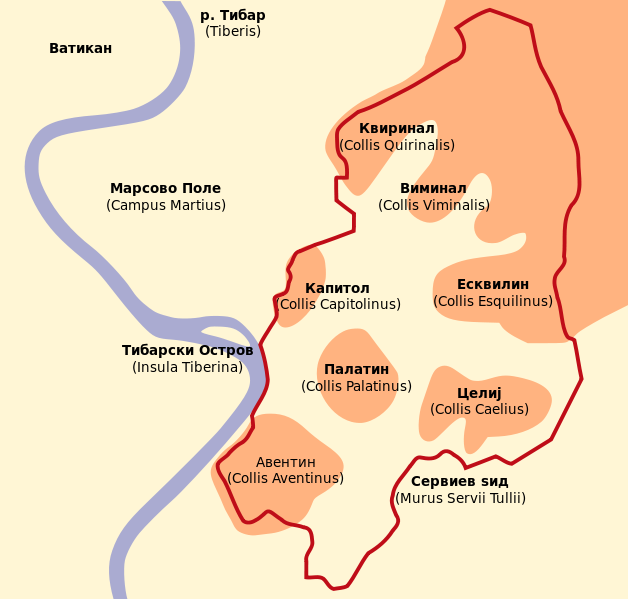 р. Тибар
(Tiberis)
Ватикан
Квиринал
(Collis Quirinalis)
Марсово Поле
(Campus Martius)
Виминал
(Collis Viminalis)
Капитол
(Collis Capitolinus)
Есквилин
(Collis Esquilinus)
Тибарски Остров
(Insula Tiberina)
Палатин
(Collis Palatinus)
Целиј
(Collis Caelius)
Авентин
(Collis Aventinus)
Сервиев ѕид
(Murus Servii Tullii)